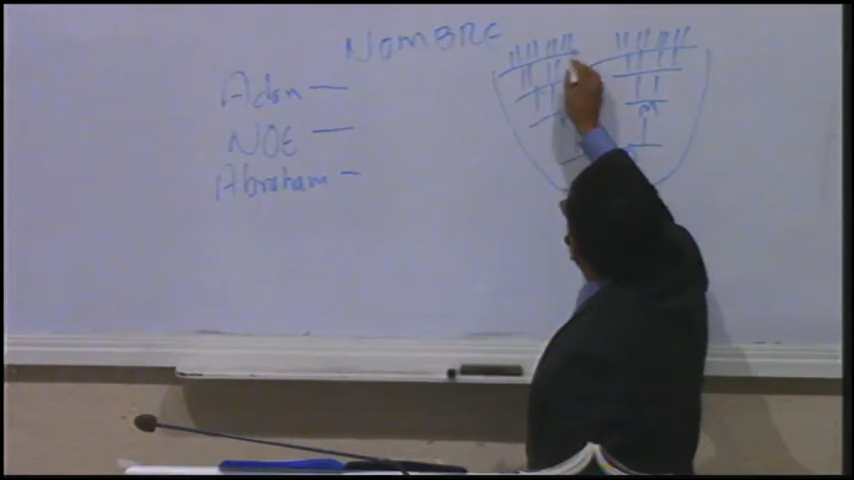 NOMBRE
Adan —
NOE —
Abraham —